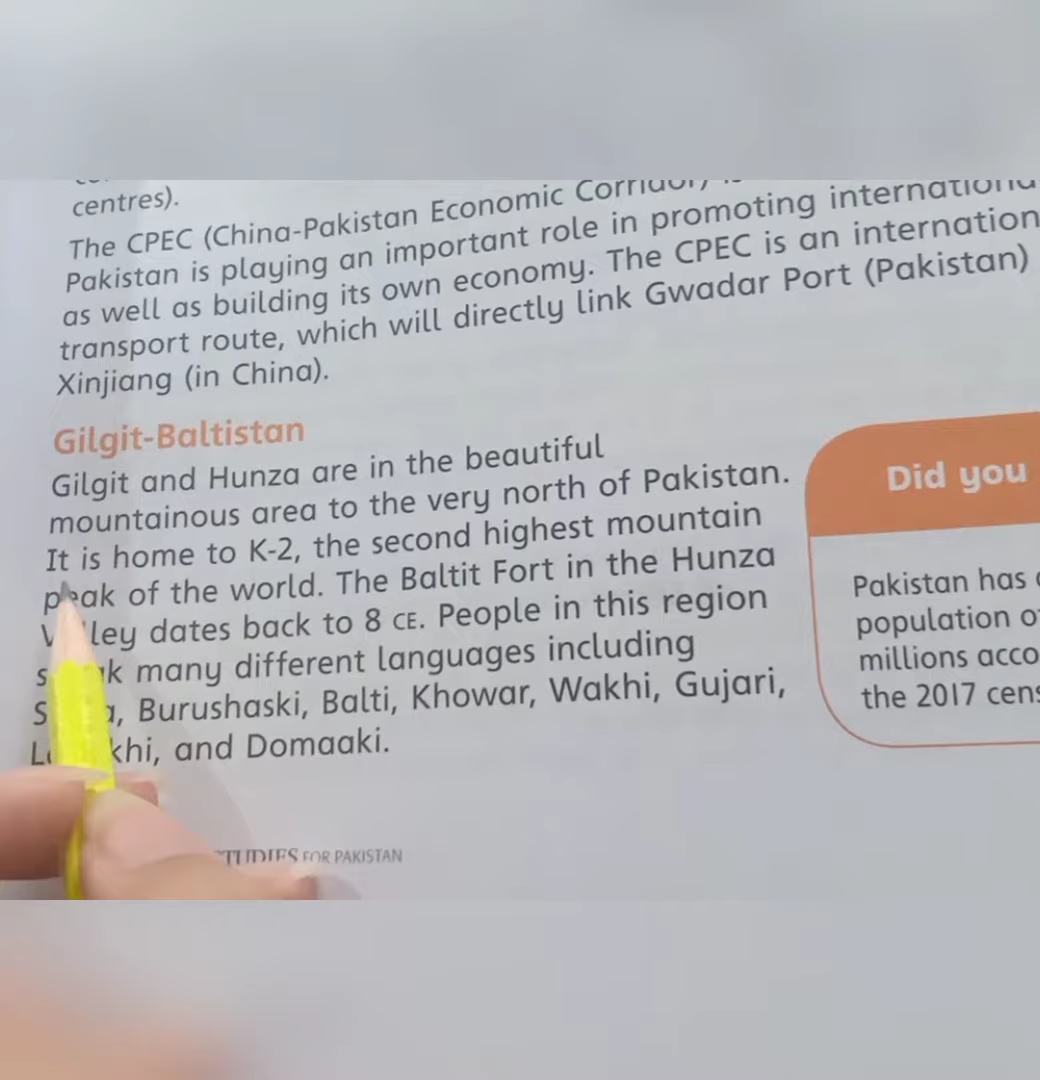 centres).
The CPEC (China-Pakistan Economic Corridor)
Pakistan is playing an important role in promoting internationa
as well as building its own economy. The CPEC is an internation
transport route, which will directly link Gwadar Port (Pakistan)
Xinjiang (in China).
Gilgit-Baltistan
Gilgit and Hunza are in the beautiful
mountainous area to the very north of Pakistan.
It is home to K-2, the second highest mountain
peak of the world. The Baltit Fort in the Hunza
Valley dates back to 8 CE. People in this region
many different languages including
Burushaski, Balti, Khowar, Wakhi, Gujari,
and Domaaki.
Did you
Pakistan has
population o
millions acco
the 2017 cens
STUDIES FOR PAKISTAN